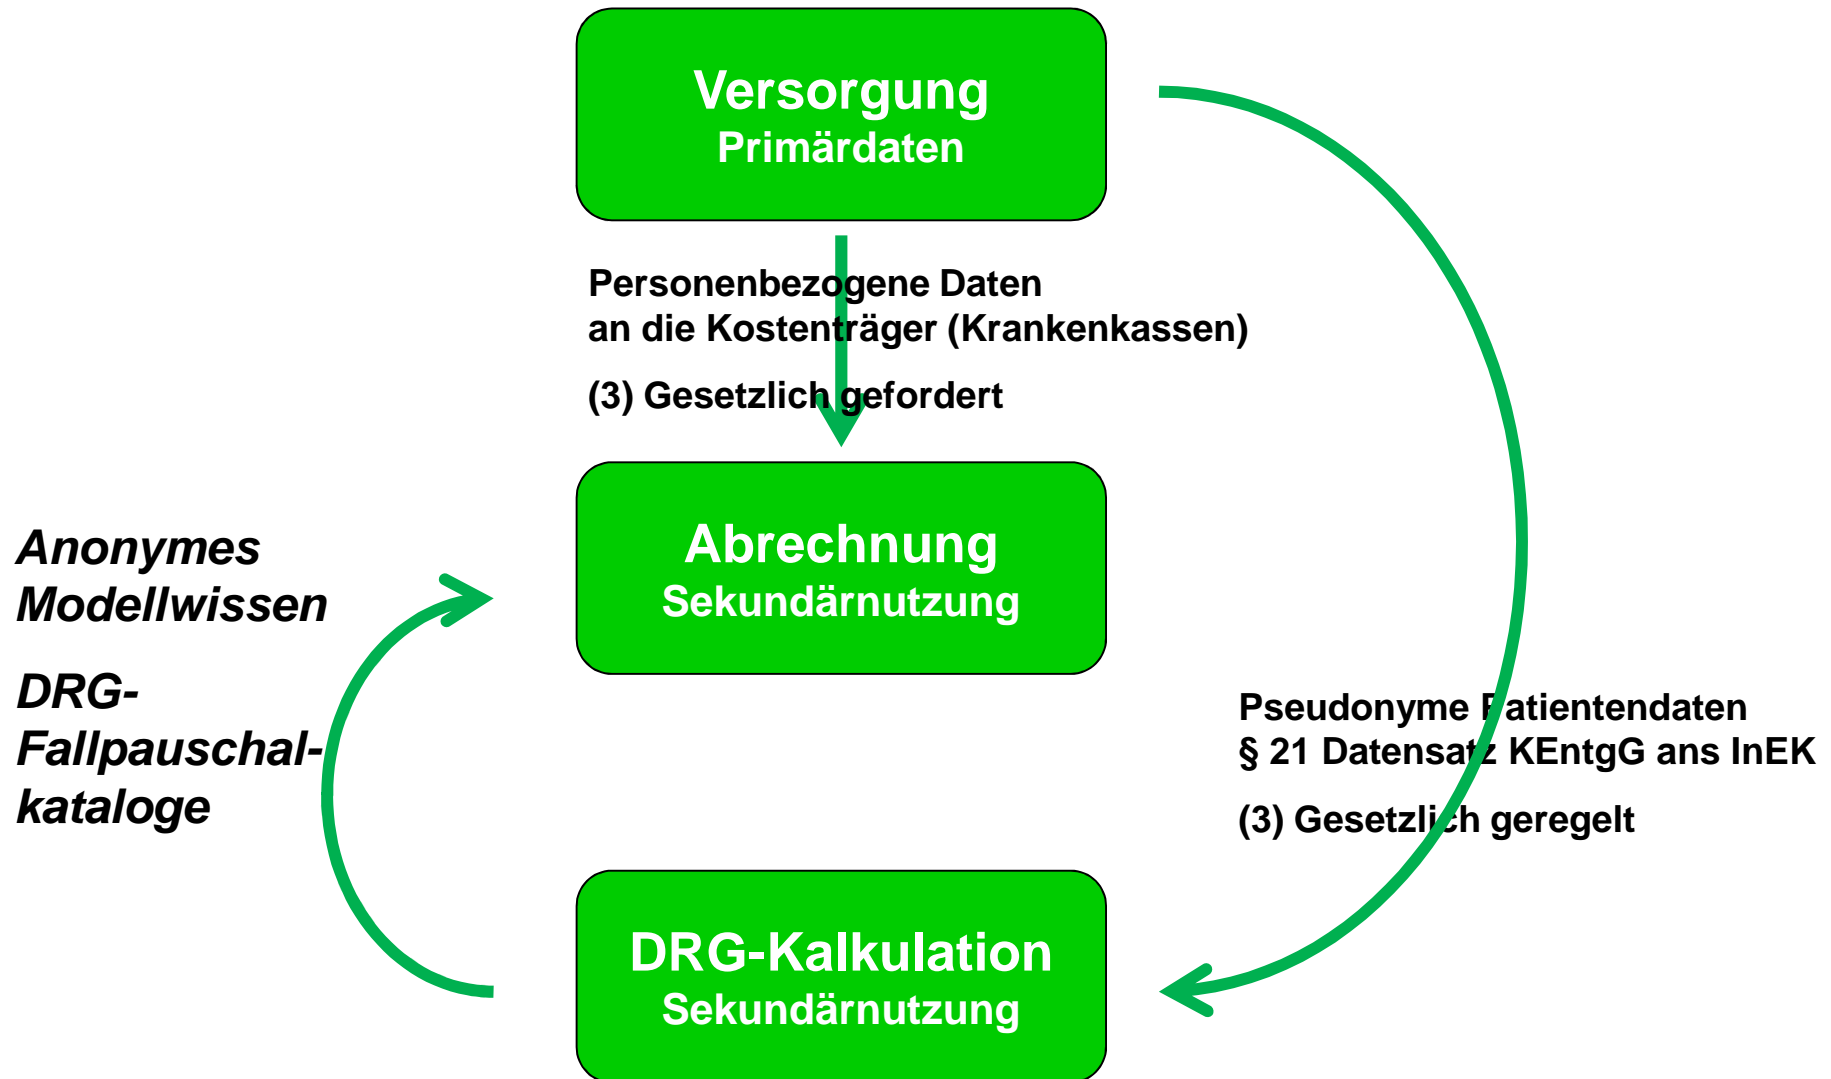 Versorgung
Primärdaten
Personenbezogene Daten
an die Kostenträger (Krankenkassen)
(3) Gesetzlich gefordert
Abrechnung
Sekundärnutzung
Anonymes
Modellwissen
DRG-
Fallpauschal-
kataloge
Pseudonyme Patientendaten
§ 21 Datensatz KEntgG ans InEK
(3) Gesetzlich geregelt
DRG-Kalkulation
Sekundärnutzung